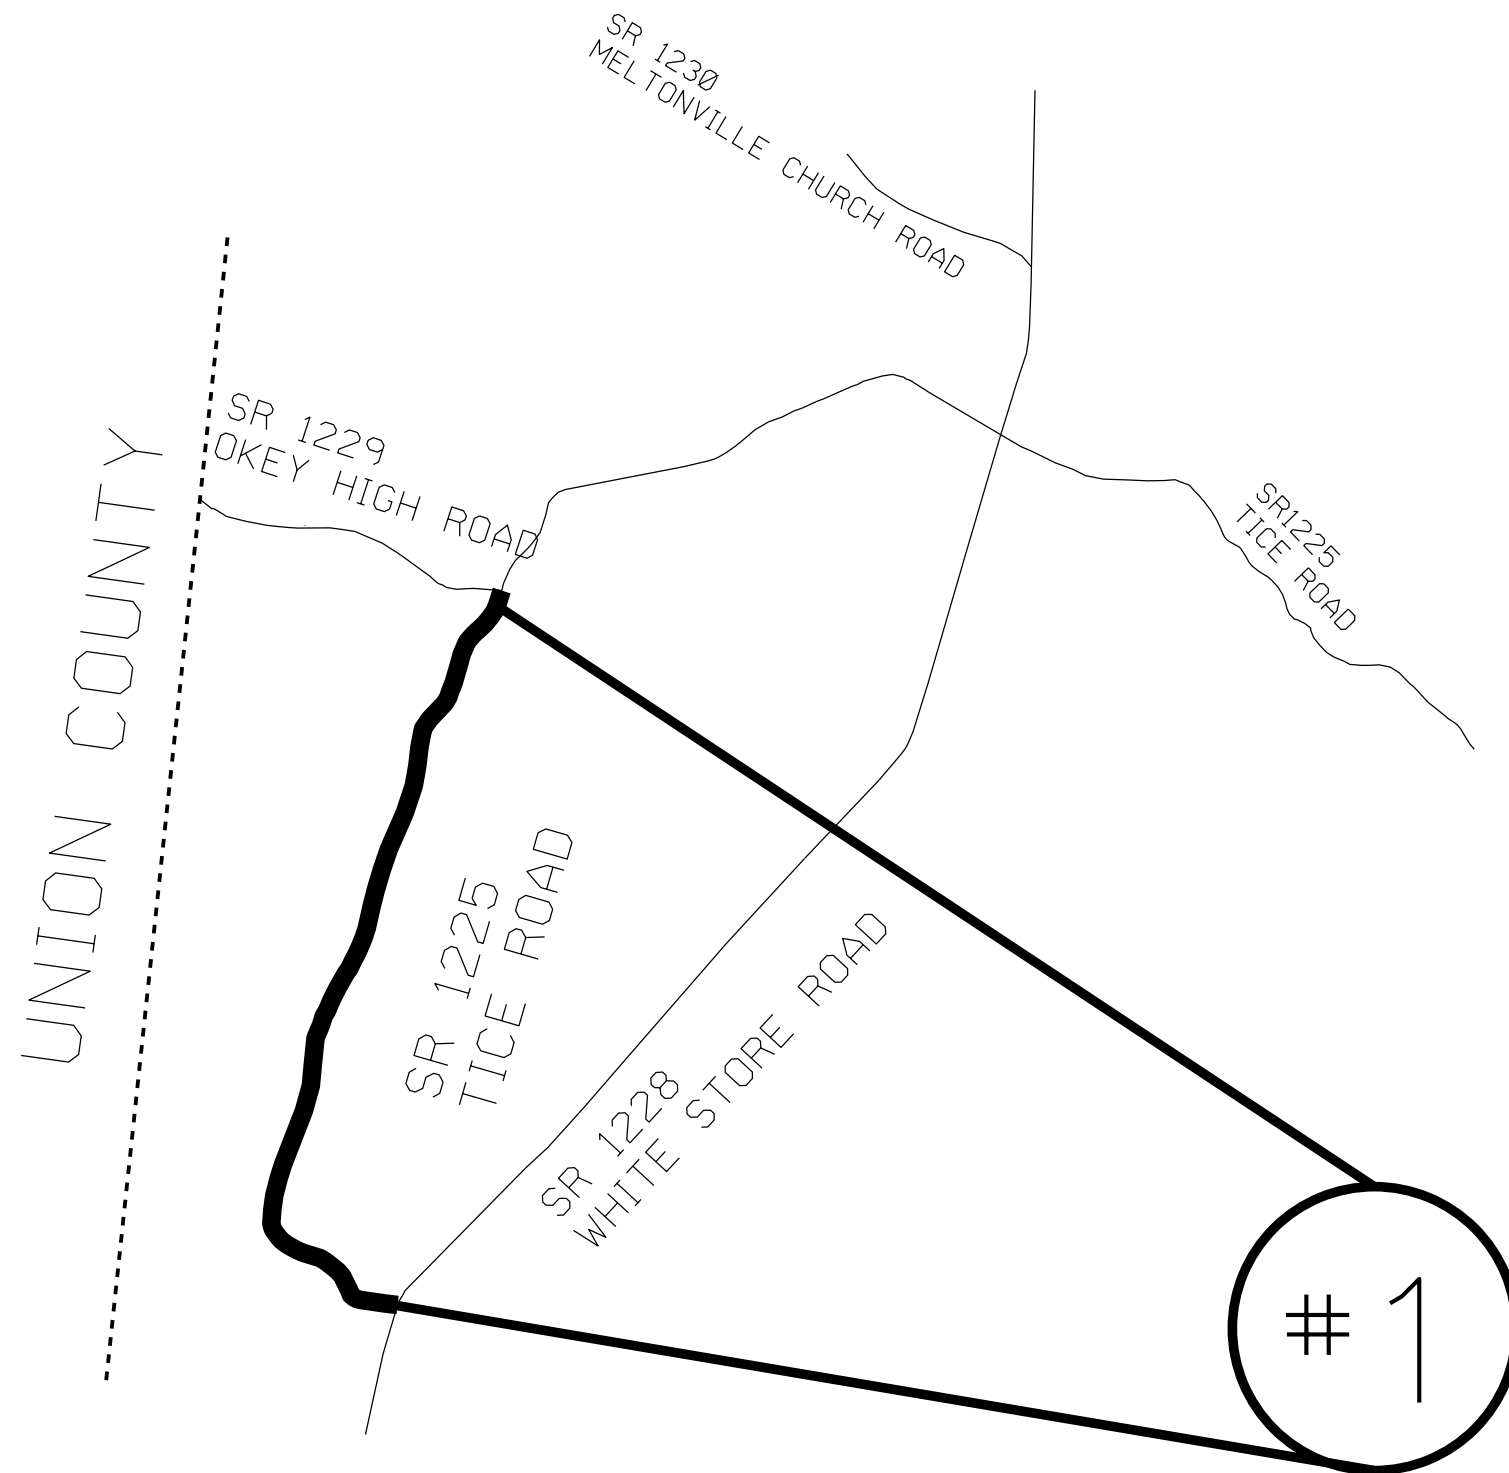 SR 1230
MELTONVILLE CHURCH ROAD
SR 1229
OKEY HIGH ROAD
UNION COUNTY
SR1225
TICE ROAD
SR 1225
TICE ROAD
SR 1228
WHITE STORE ROAD
#1